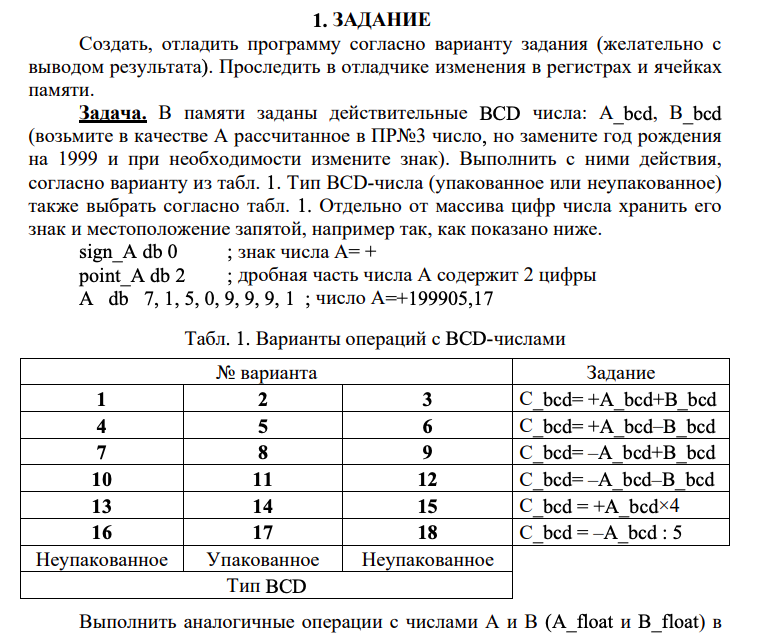 1. ЗАДАНИЕ
Создать, отладить программу согласно варианту задания (желательно с
выводом результата). Проследить в отладчике изменения в регистрах и ячейках
памяти.
Задача. В памяти заданы действительные BCD числа: A_bcd, B_bcd
(возьмите в качестве А рассчитанное в ПР№3 число, но замените год рождения
на 1999 и при необходимости измените знак). Выполнить с ними действия,
согласно варианту из табл. 1. Тип BCD-числа (упакованное или неупакованное)
также выбрать согласно табл. 1. Отдельно от массива цифр числа хранить его
знак и местоположение запятой, например так, как показано ниже.
sign_A db 0 ; знак числа А= +
point_A db 2 ; дробная часть числа А содержит 2 цифры
A db 7, 1, 5, 0, 9, 9, 9, 1 ; число А=+199905,17
Табл. 1. Варианты операций с BCD-числами
№ варианта Задание
1 2 3 C_bcd= +A_bcd+B_bcd
4 5 6 C_bcd= +A_bcd–B_bcd
7 8 9 C_bcd= –A_bcd+B_bcd
10 11 12 C_bcd= –A_bcd–B_bcd
13 14 15 C_bcd = +A_bcd×4
16 17 18 C_bcd = –A_bcd : 5
Неупакованное Упакованное Неупакованное
Тип BCD
Выполнить аналогичные операции с числами А и В (A_float и B_float) в